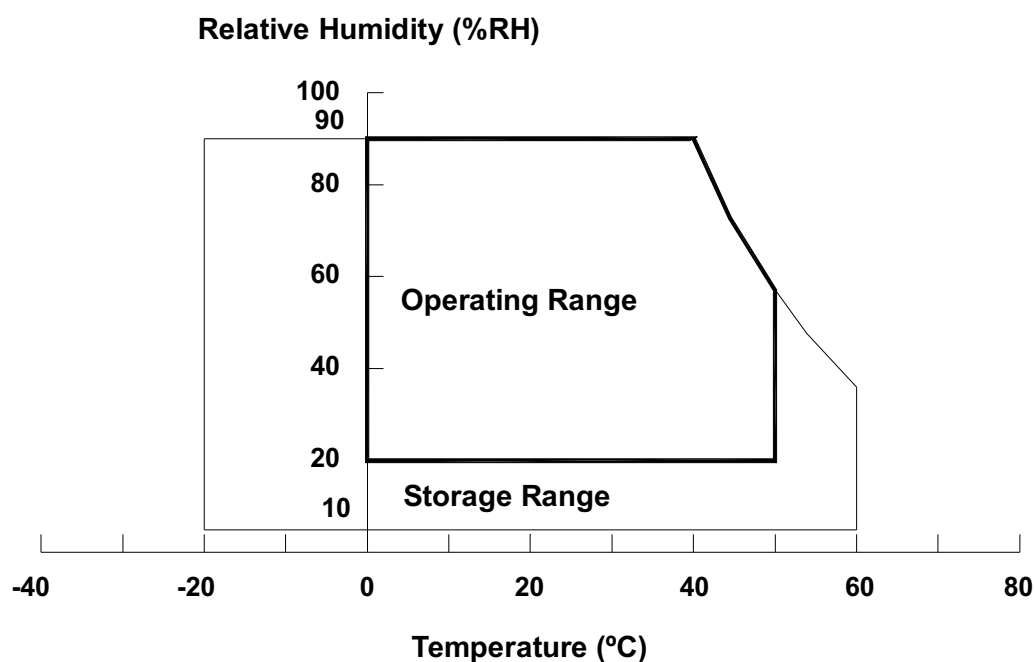 Relative Humidity (%RH)
100
90
80
60
Operating Range
40
20
Storage Range
10
-40 -20 0 20 40 60 80
Temperature (ºC)